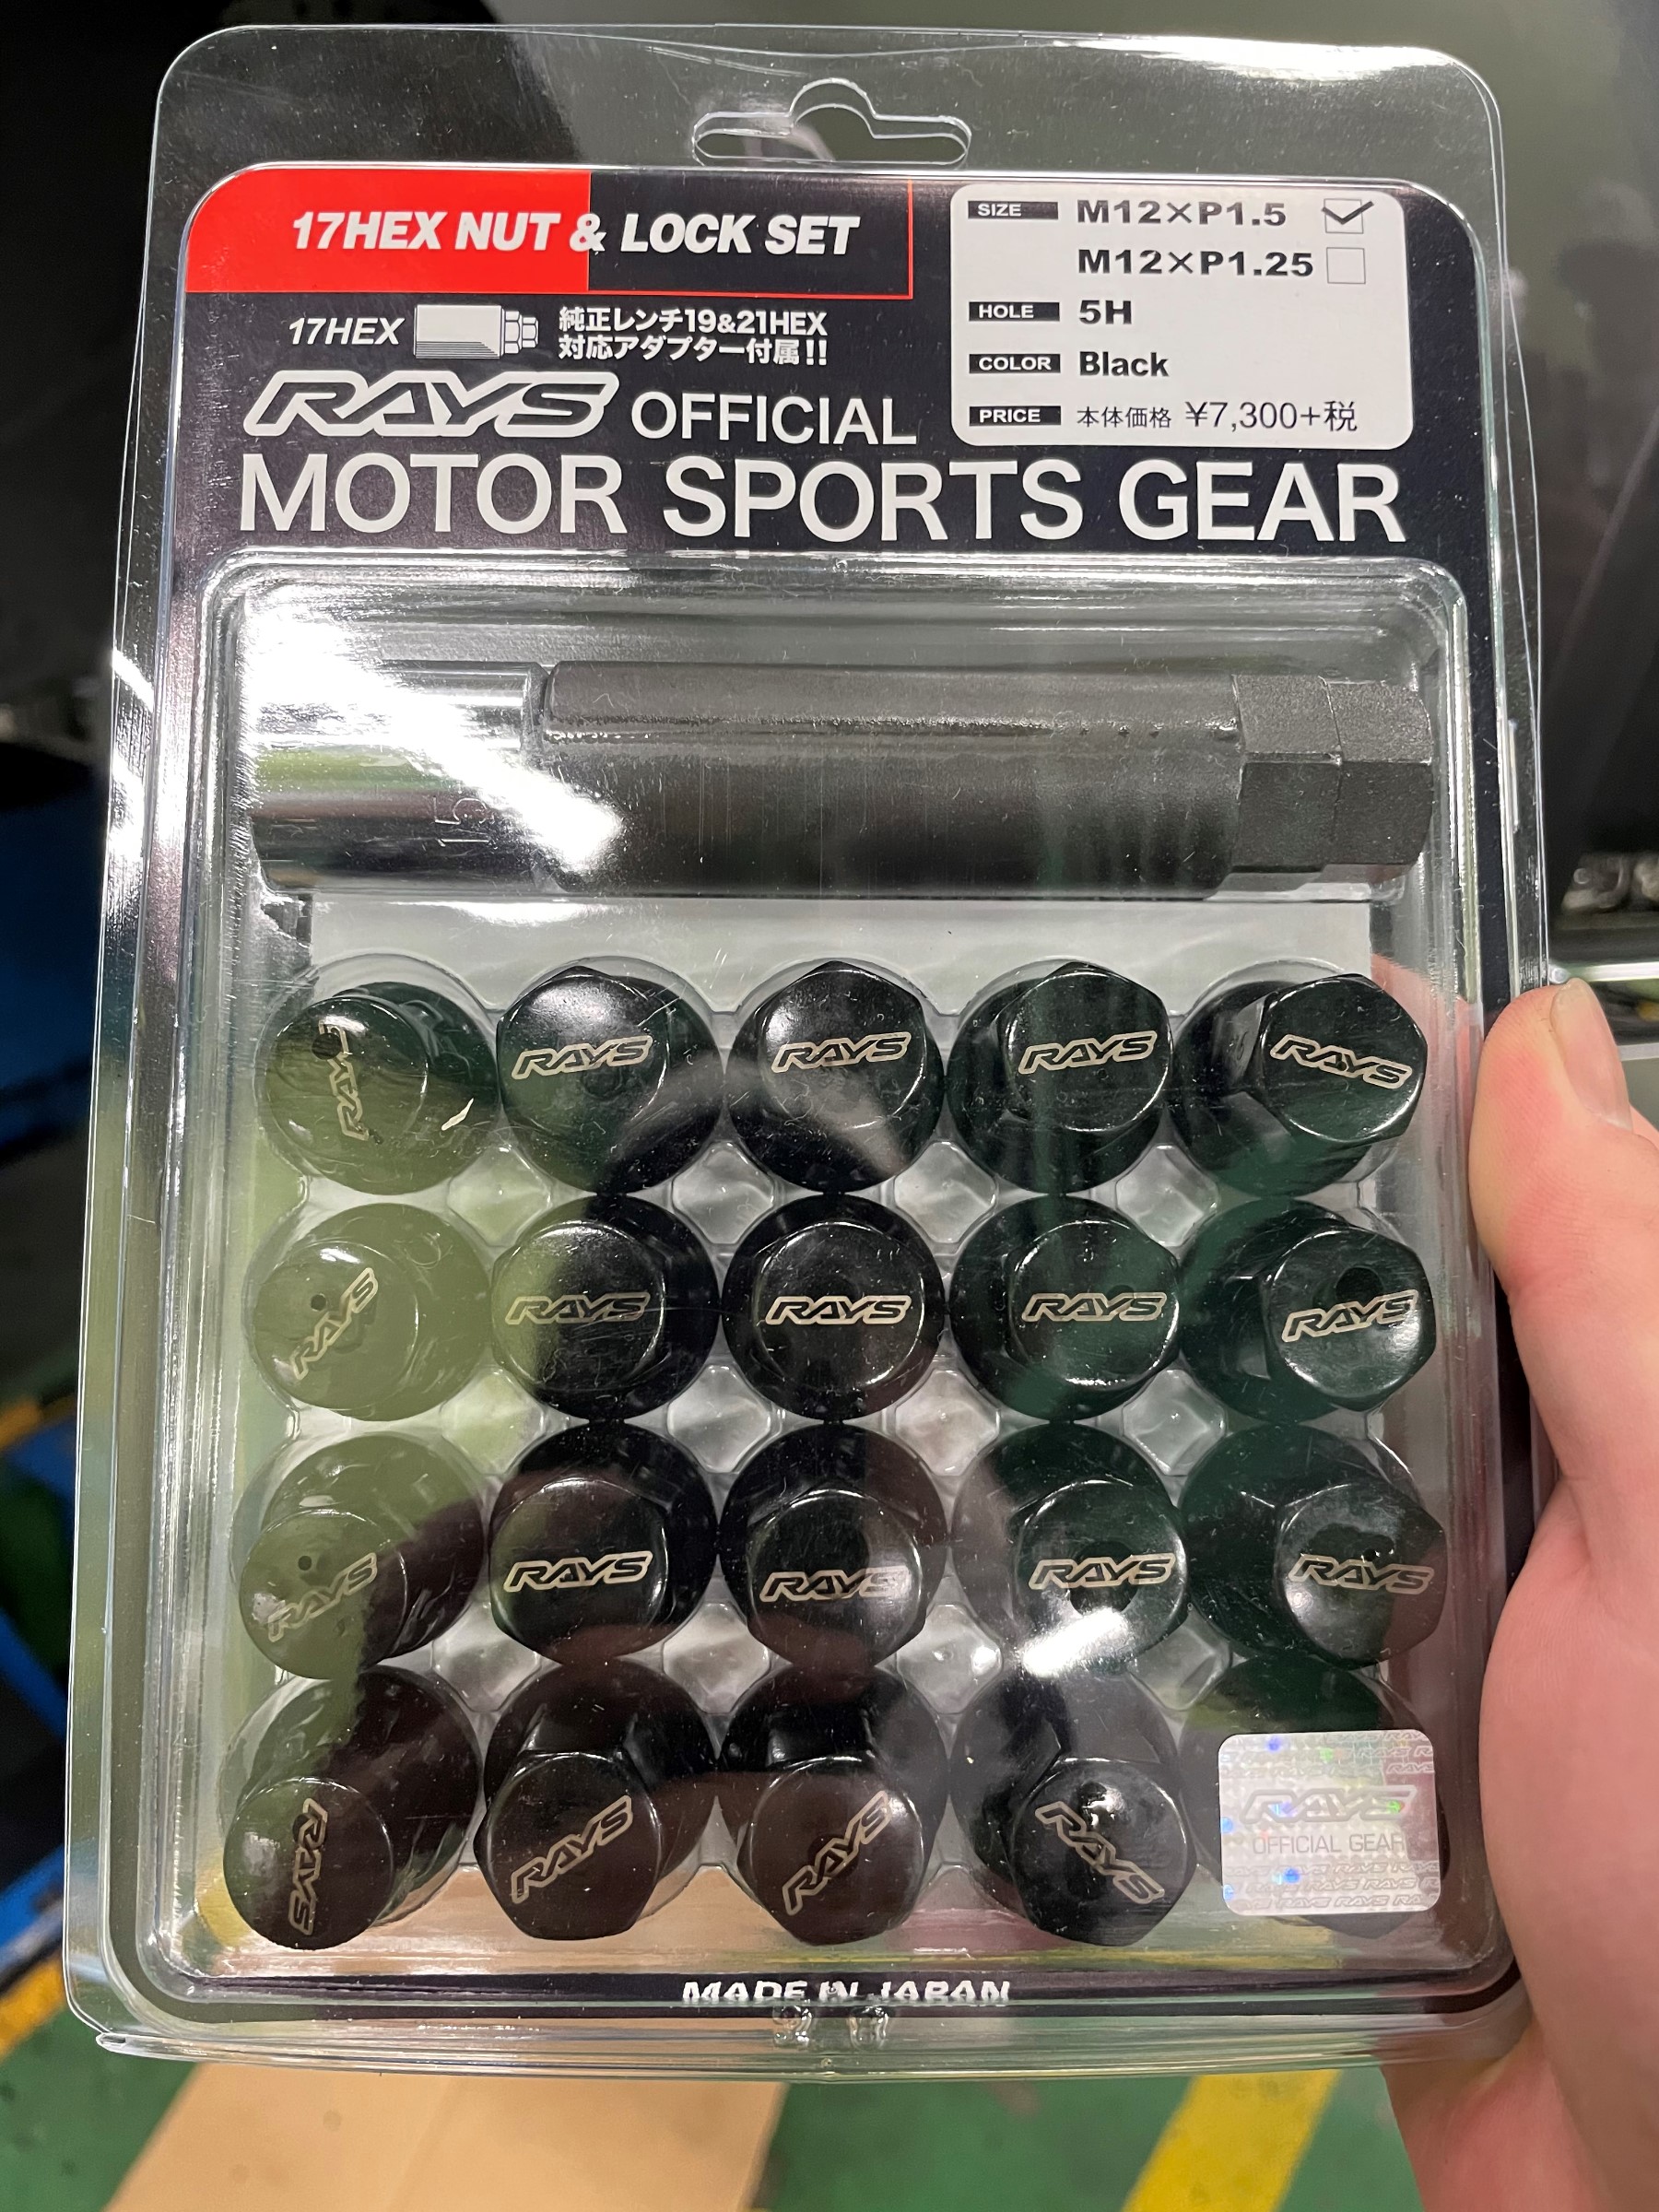 17HEX NUT & LOCK SET
SIZE M12×P1.5
M12×P1.25
HOLE 5H
COLOR Black
PRICE 本体価格 ¥7,300+税
17HEX
純正レンチ19&21HEX
対応アダプター付属!!
RAYS OFFICIAL
MOTOR SPORTS GEAR
RAYS RAYS RAYS RAYS RAYS
RAYS RAYS RAYS RAYS RAYS
RAYS RAYS RAYS RAYS RAYS
RAYS RAYS RAYS RAYS
RAYS
OFFICIAL GEAR
MADE IN JAPAN